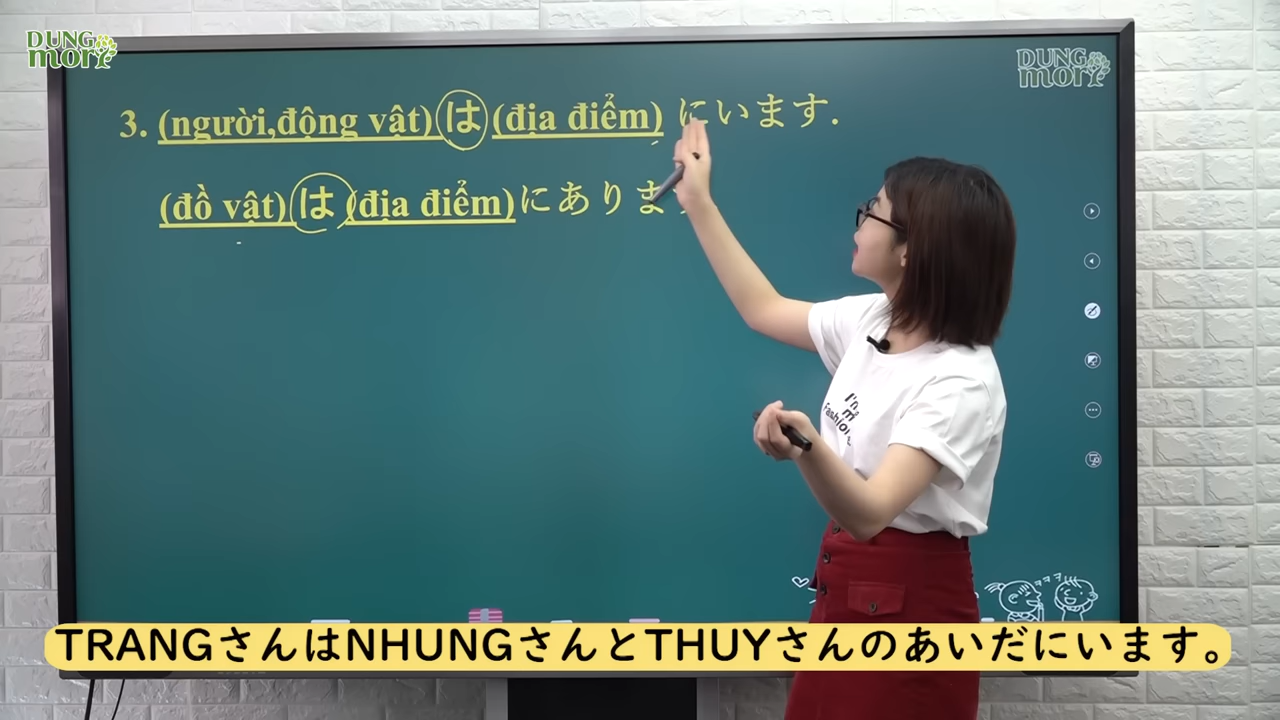 DUNG
mori
DUNG
mori
3. (người,động vật) は (địa điểm) にいます.
(đồ vật) は (địa điểm) にありま
I'm
Fashion
TRANGさんはNHUNGさんとTHUYさんのあいだにいます。